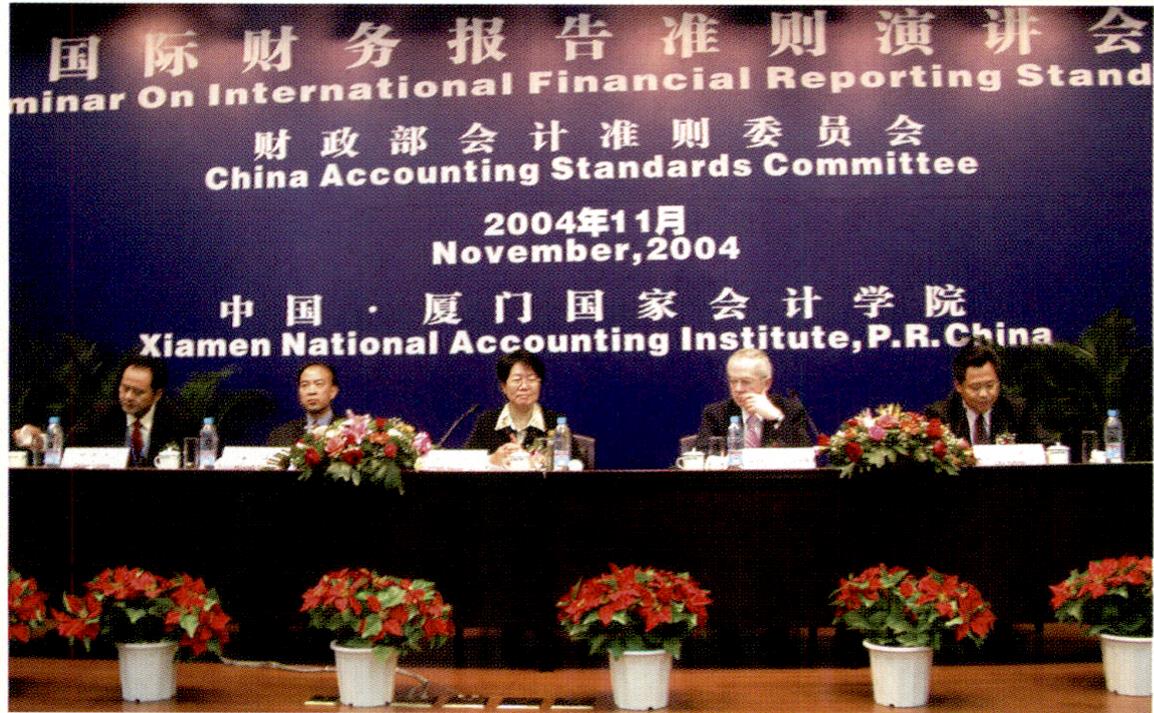 国际财务报告准则演讲会
minar On International Financial Reporting Stand
财政部会计准则委员会
China Accounting Standards Committee
2004年11月
November,2004
中国·厦门国家会计学院
Xiamen National Accounting Institute,P.R.China